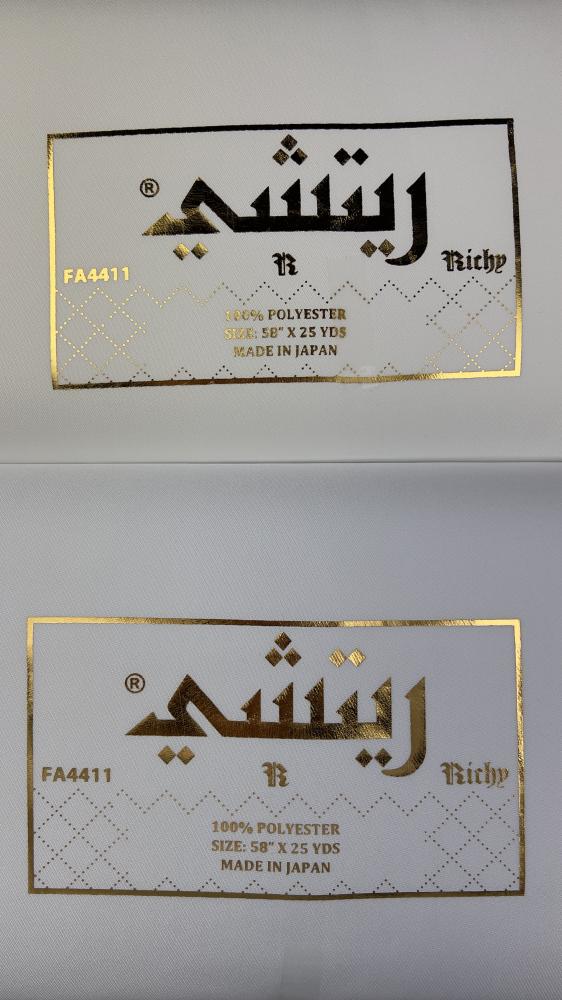 ريتشي
®
R
Richy
FA4411
100% POLYESTER
SIZE: 58" X 25 YDS
MADE IN JAPAN
ريتشي
®
R
Richy
FA4411
100% POLYESTER
SIZE: 58" X 25 YDS
MADE IN JAPAN